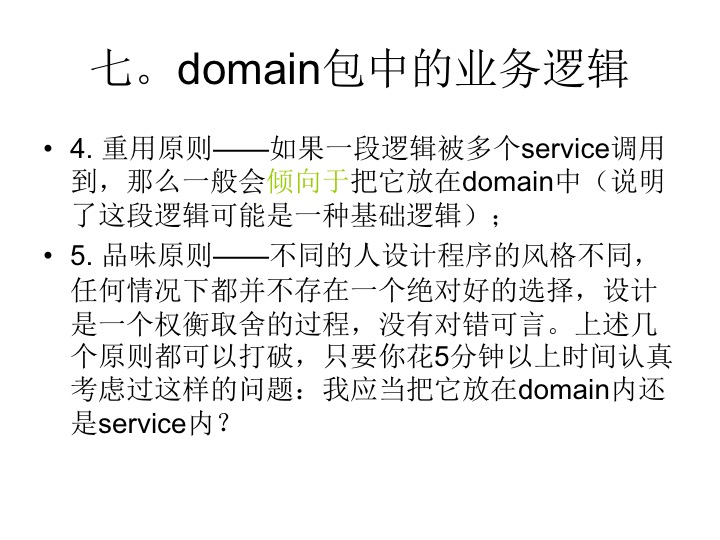 七。domain包中的业务逻辑
• 4. 重用原则——如果一段逻辑被多个service调用
到，那么一般会倾向于把它放在domain中（说明
了这段逻辑可能是一种基础逻辑）；
• 5. 品味原则——不同的人设计程序的风格不同，
任何情况下都并不存在一个绝对好的选择，设计
是一个权衡取舍的过程，没有对错可言。上述几
个原则都可以打破，只要你花5分钟以上时间认真
考虑过这样的问题：我应当把它放在domain内还
是service内？